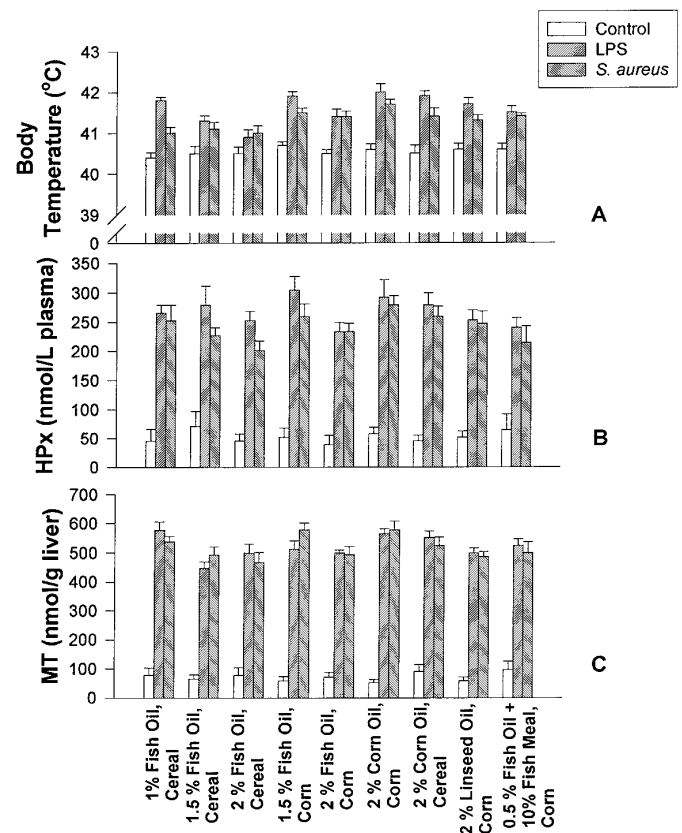 Control
LPS
S. aureus
43
42
41
40
39
0
Body
Temperature (°C)
A
350
300
250
200
150
100
50
0
HPx (nmol/L plasma)
B
700
600
500
400
300
200
100
0
MT (nmol/g liver)
C
1% Fish Oil,
Cereal
1.5 % Fish Oil,
Cereal
2% Fish Oil,
Cereal
1.5 % Fish Oil,
Corn
2 % Fish Oil,
Corn
2 % Corn Oil,
Corn
2 % Corn Oil,
Cereal
2 % Linseed Oil,
Corn
0.5 % Fish Oil +
10% Fish Meal,
Corn